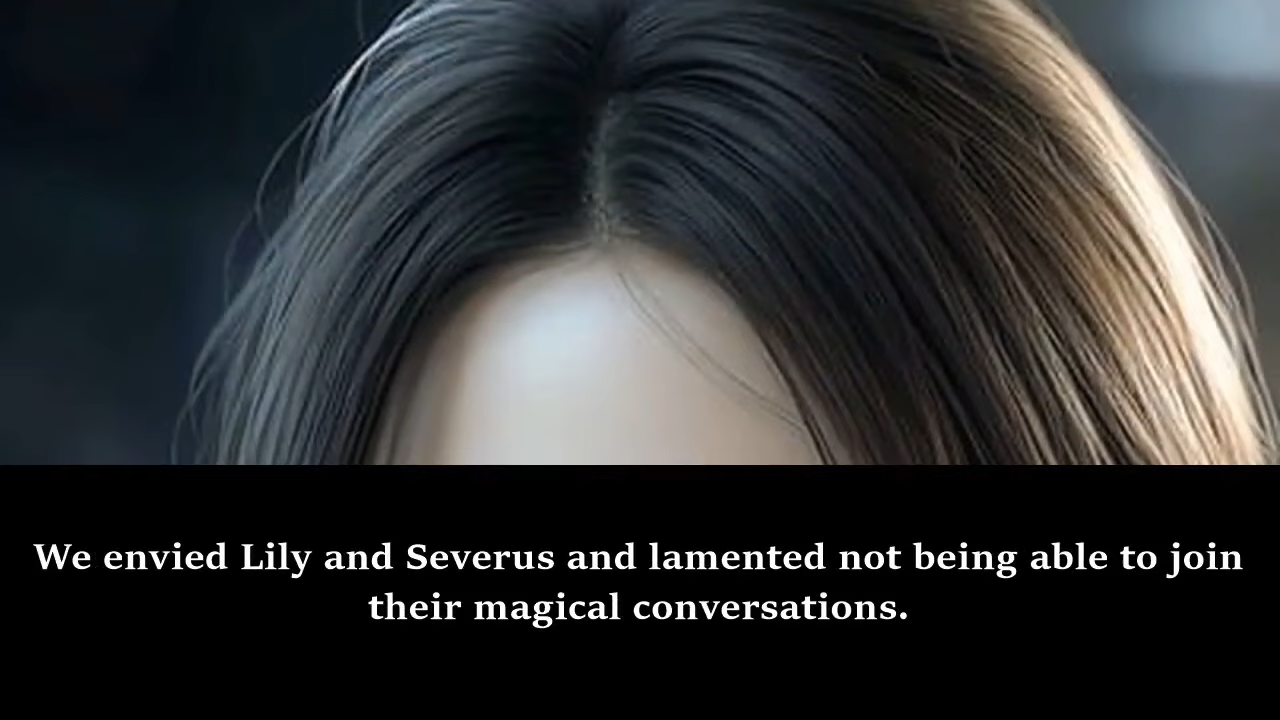 We envied Lily and Severus and lamented not being able to join
their magical conversations.